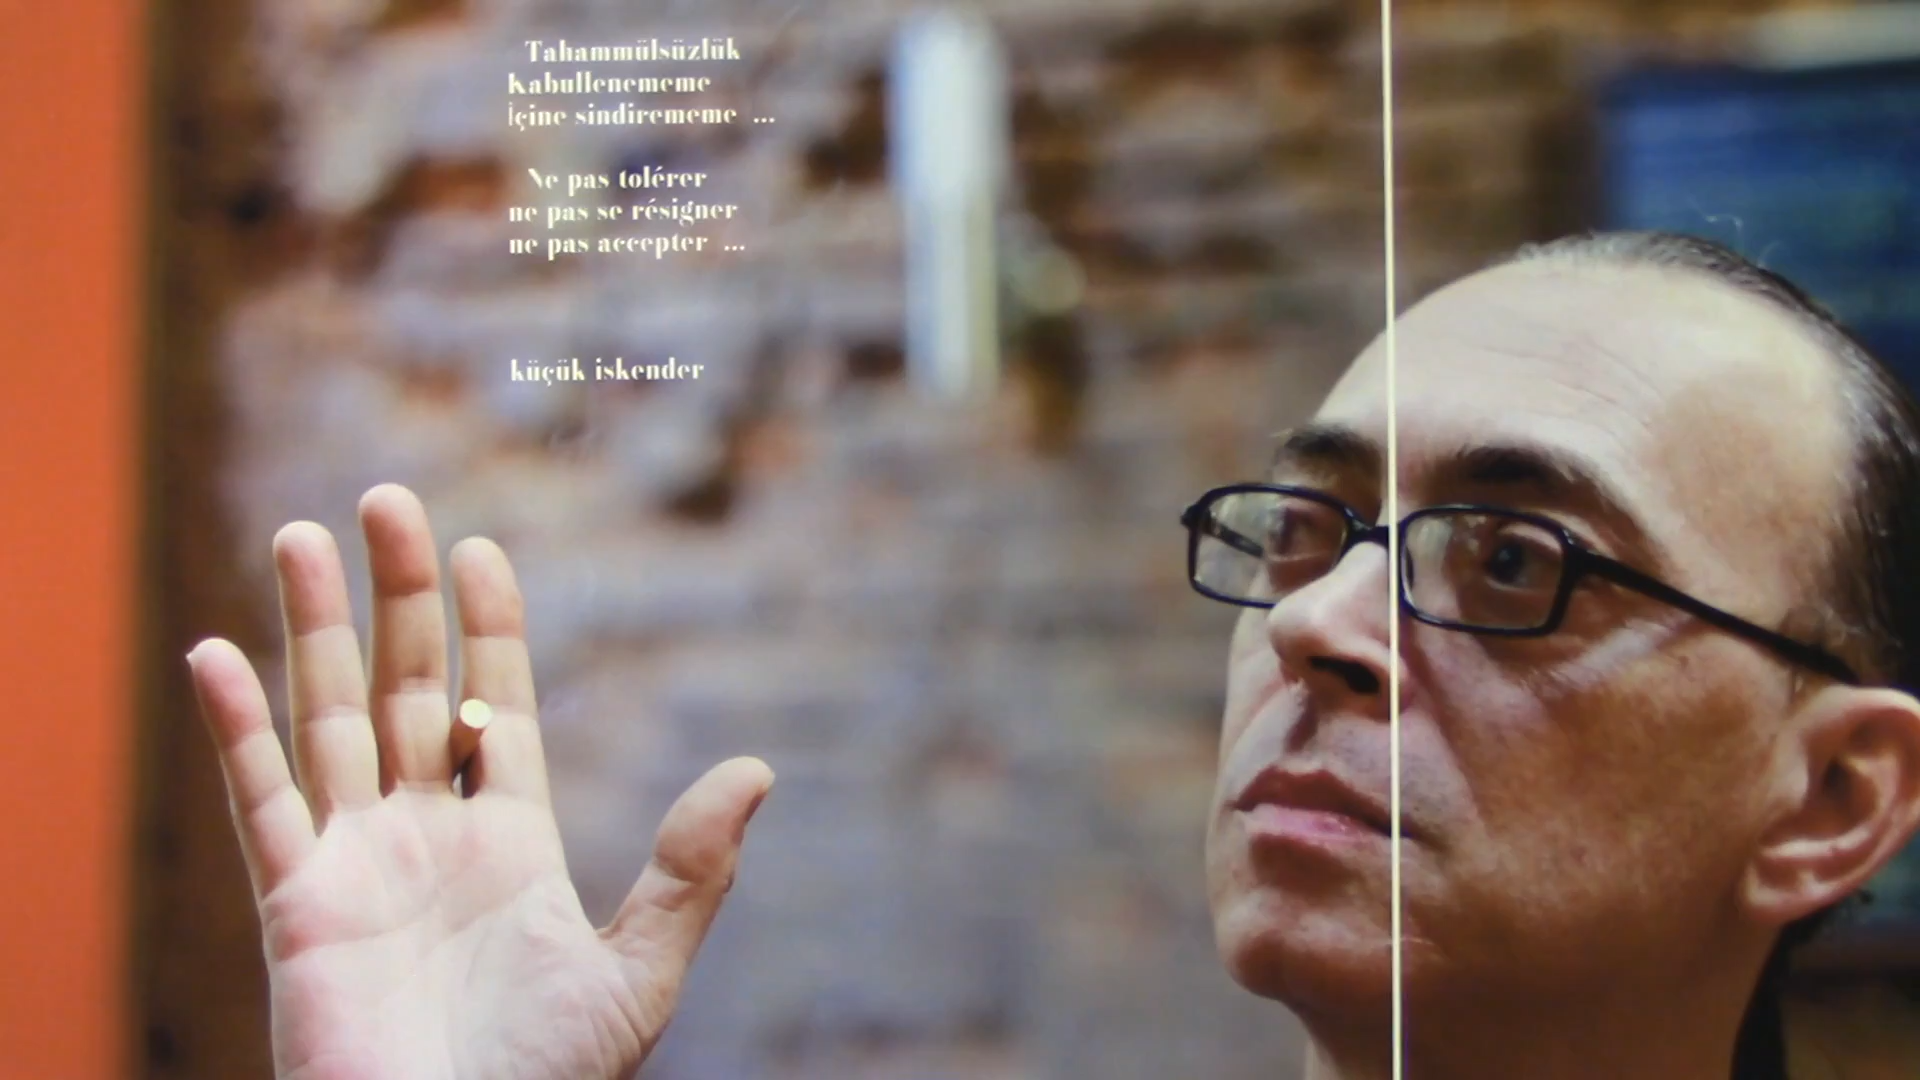 Tahammülsüzlük
Kabullenememe
İçine sindirememe ...
Ne pas tolérer
ne pas se résigner
ne pas accepter ...
küçük iskender